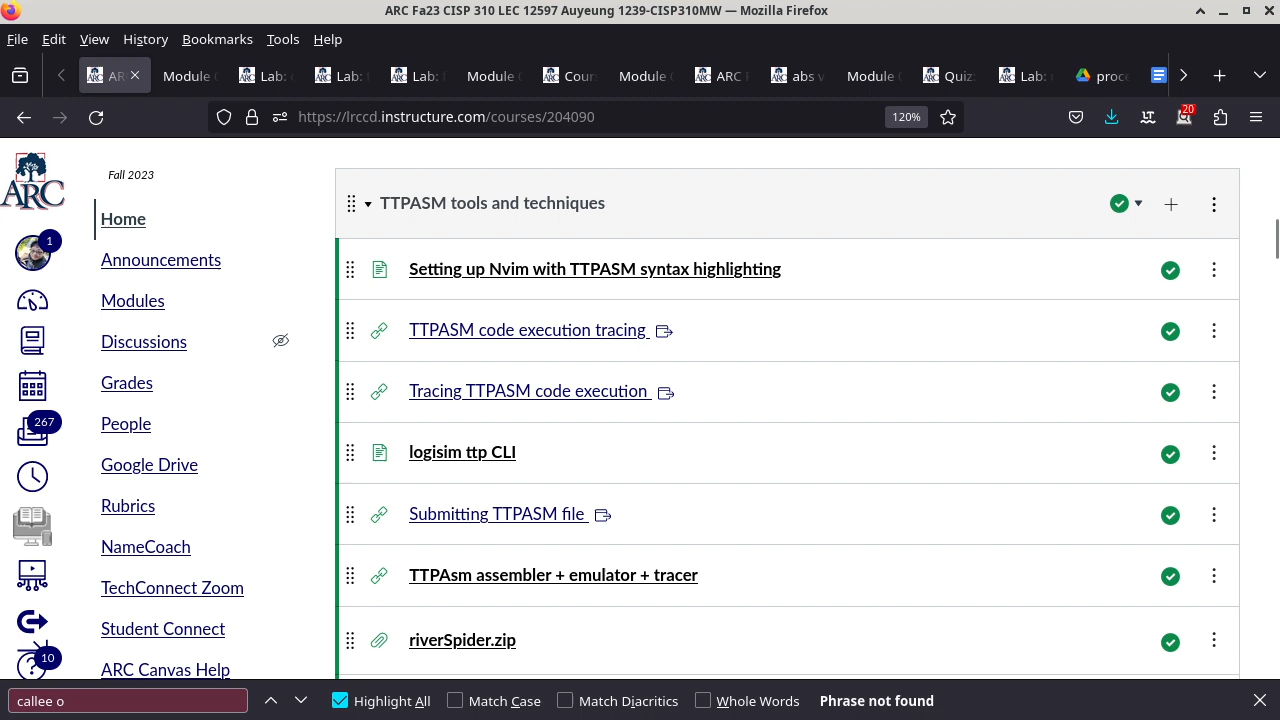 ARC Fa23 CISP 310 LEC 12597 Auyeung 1239-CISP310MW — Mozilla Firefox
File Edit View History Bookmarks Tools Help
AR Module Lab: Lab: Lab: Module Cour Module ARC abs v Module Quiz: Lab: proce
https://lrccd.instructure.com/courses/204090 120% 20
ARC
Fall 2023
TTPASM tools and techniques
Home
1
Announcements
Setting up Nvim with TTPASM syntax highlighting
Modules
TTPASM code execution tracing
Discussions
Grades
Tracing TTPASM code execution
People
267
logisim ttp CLI
Google Drive
Rubrics
Submitting TTPASM file
NameCoach
TTPAsm assembler + emulator + tracer
TechConnect Zoom
Student Connect
riverSpider.zip
10
ARC Canvas Help
callee o Highlight All Match Case Match Diacritics Whole Words Phrase not found